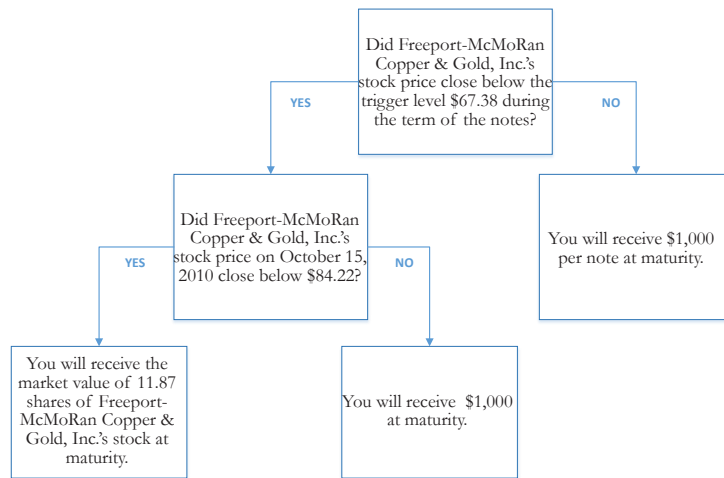 Did Freeport-McMoRan
Copper & Gold, Inc.'s
stock price close below the
trigger level $67.38 during
the term of the notes?
YES
NO
Did Freeport-McMoRan
Copper & Gold, Inc.'s
stock price on October 15,
2010 close below $84.22?
You will receive $1,000
per note at maturity.
YES
NO
You will receive the
market value of 11.87
shares of Freeport-
McMoRan Copper &
Gold, Inc.'s stock at
maturity.
You will receive $1,000
at maturity.